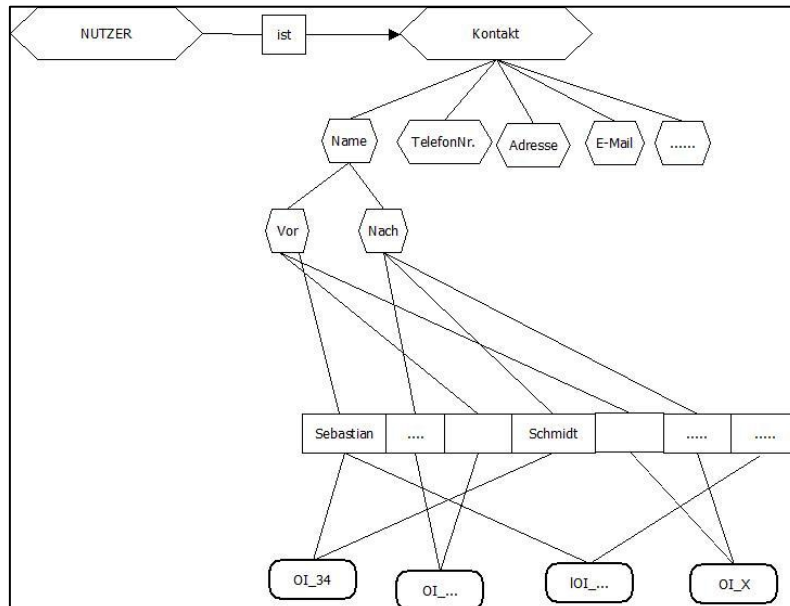 NUTZER
ist
Kontakt
Name
TelefonNr.
Adresse
E-Mail
......
Vor
Nach
Sebastian
....
Schmidt
.....
.....
OI_34
OI_...
lOI_...
OI_X